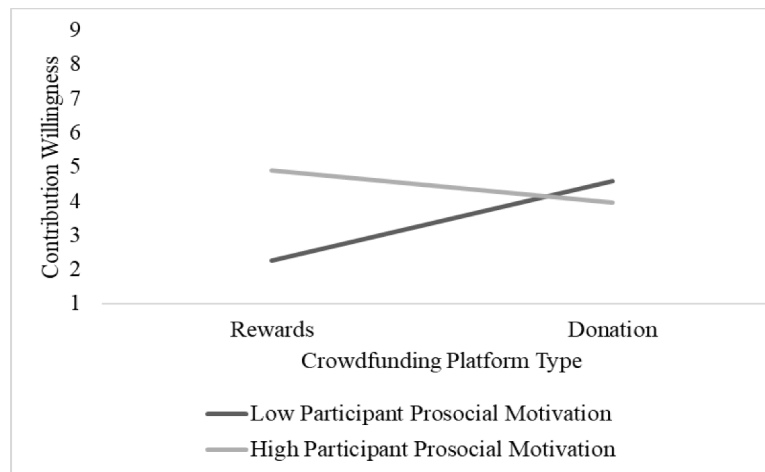 Contribution Willingness
9
8
7
6
5
4
3
2
1
Rewards
Donation
Crowdfunding Platform Type
Low Participant Prosocial Motivation
High Participant Prosocial Motivation